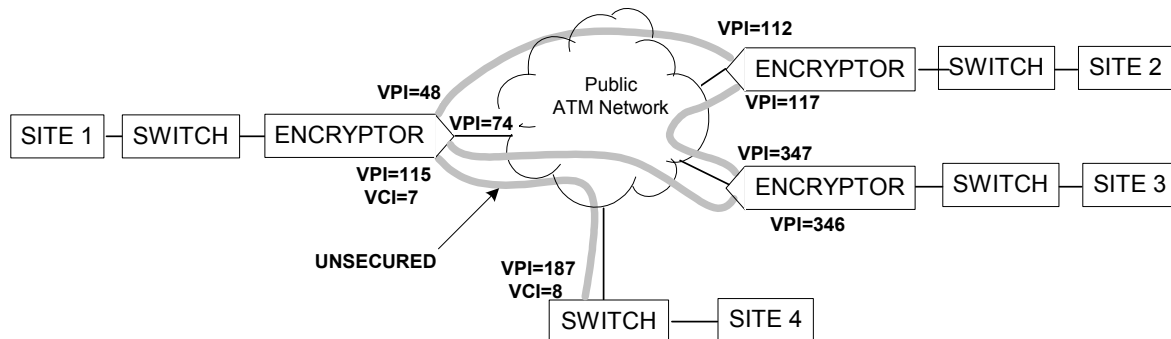 VPI=112
ENCRYPTOR
SWITCH
SITE 2
Public
ATM Network
VPI=48
VPI=117
SITE 1
SWITCH
ENCRYPTOR
VPI=74
VPI=115
VCI=7
VPI=347
ENCRYPTOR
SWITCH
SITE 3
VPI=346
UNSECURED
VPI=187
VCI=8
SWITCH
SITE 4